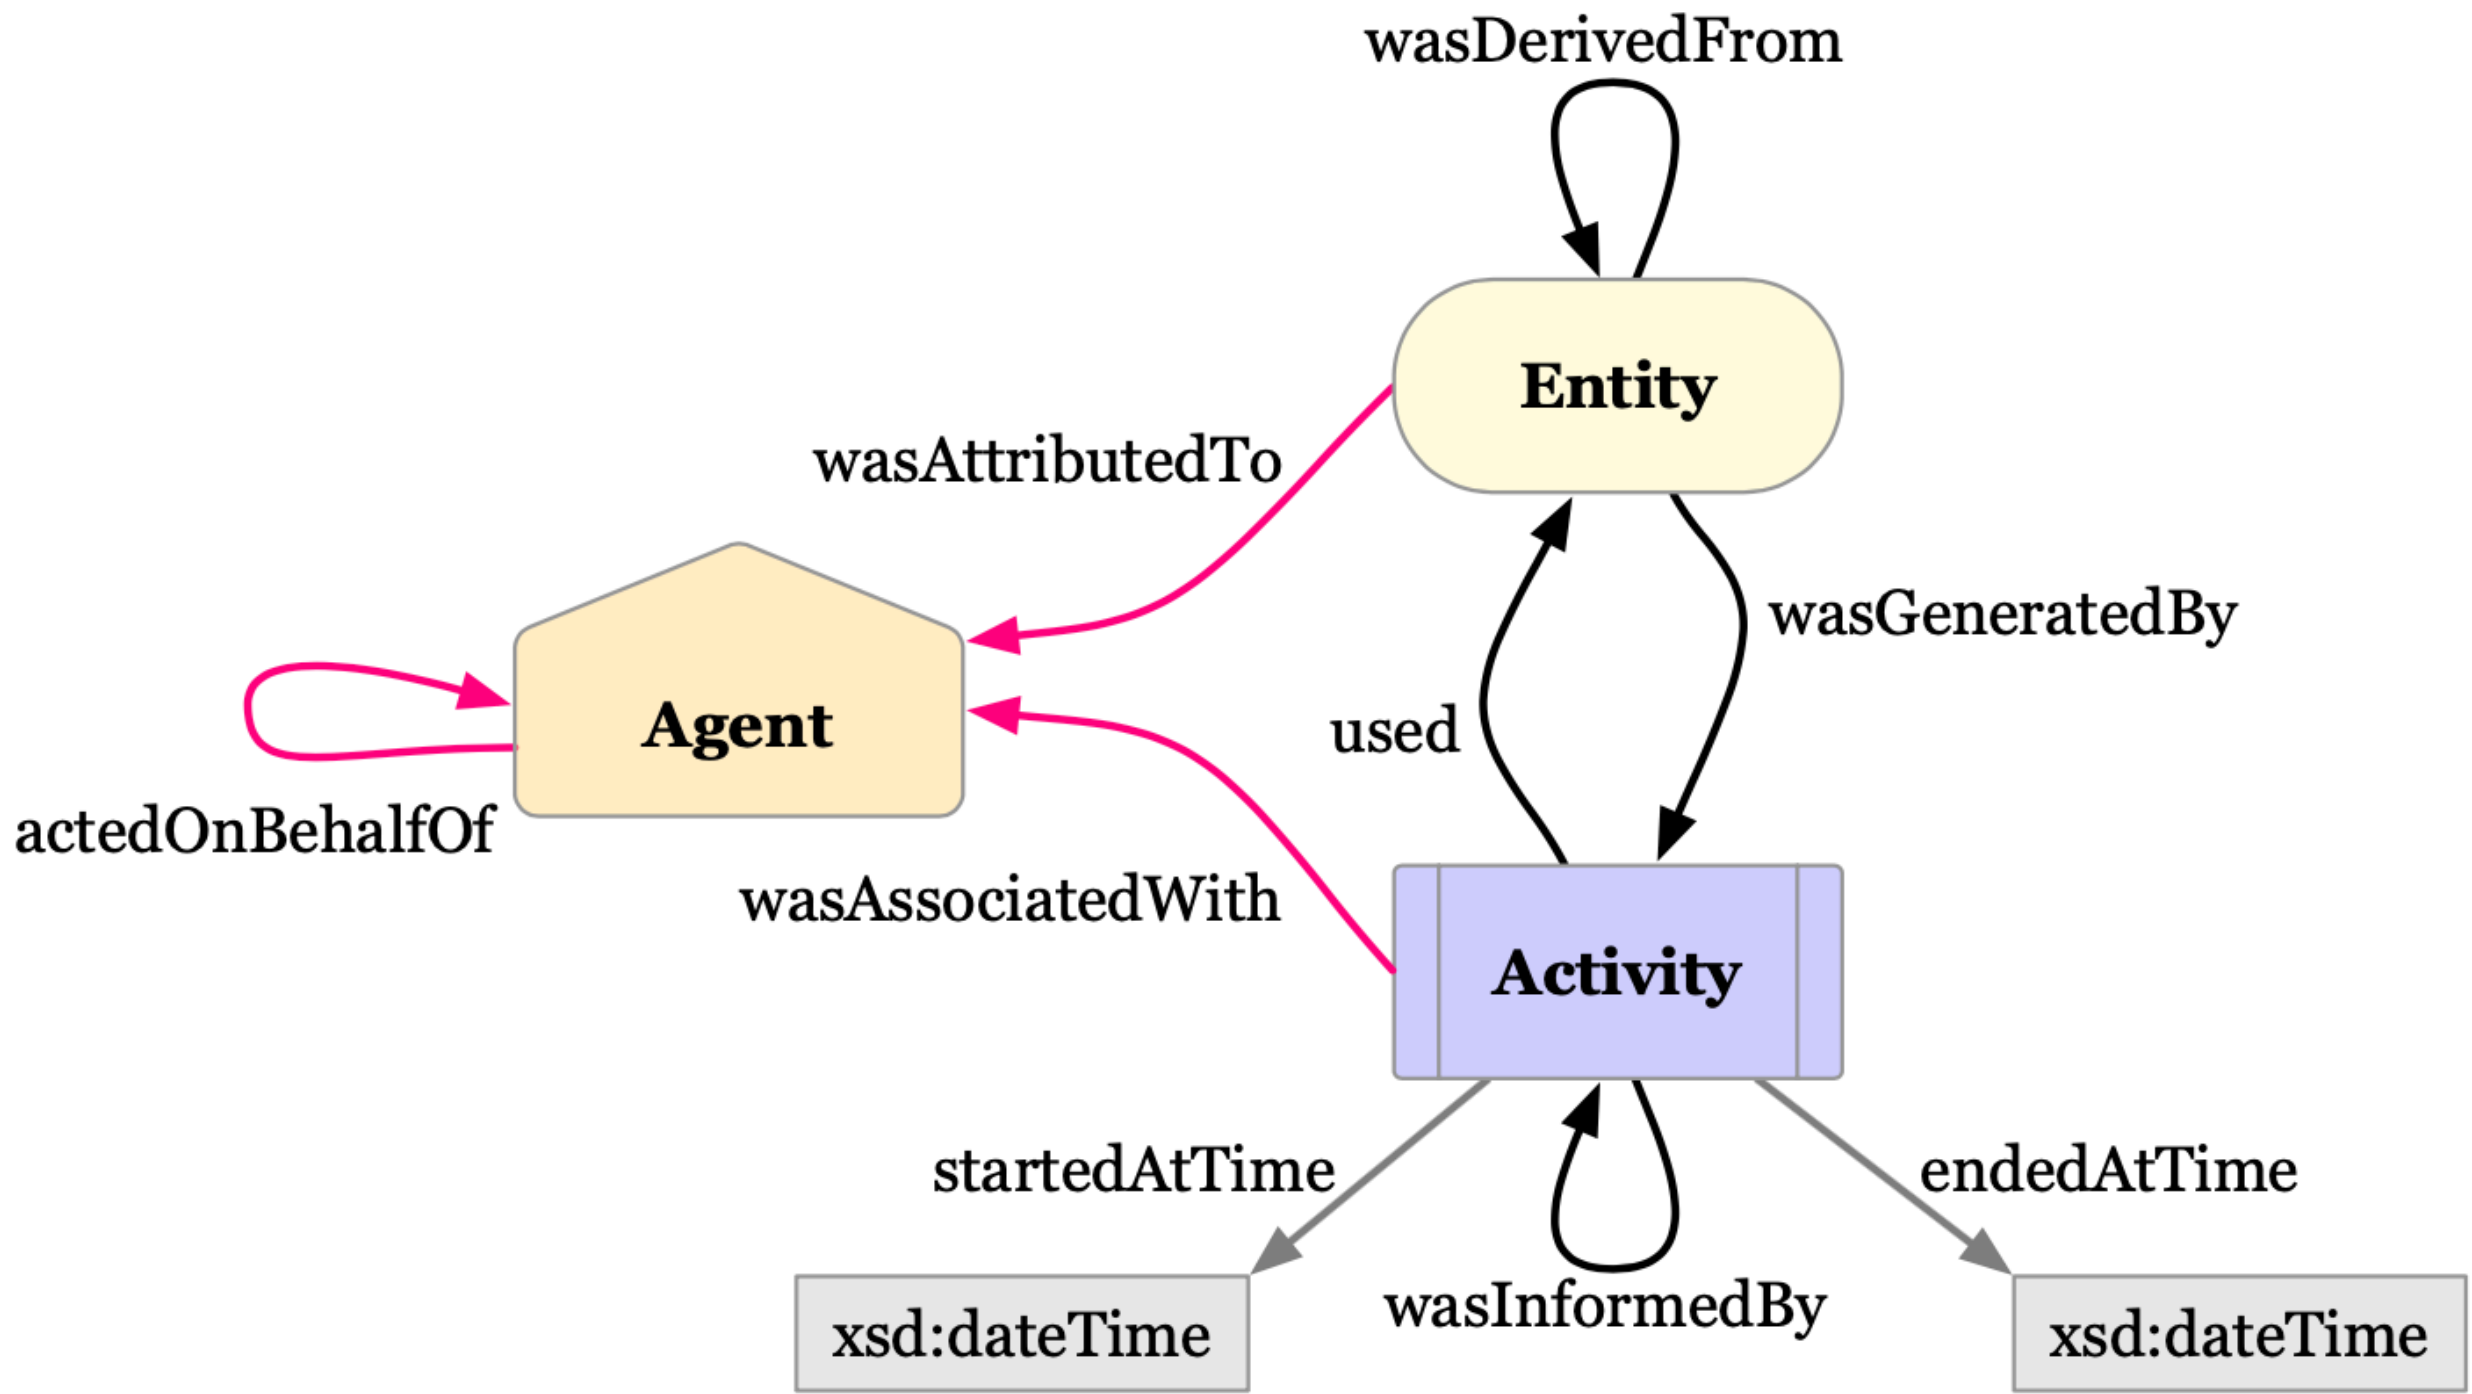 wasDerivedFrom
Entity
wasAttributedTo
wasGeneratedBy
used
Agent
actedOnBehalfOf
wasAssociatedWith
Activity
startedAtTime
endedAtTime
wasInformedBy
xsd:dateTime
xsd:dateTime